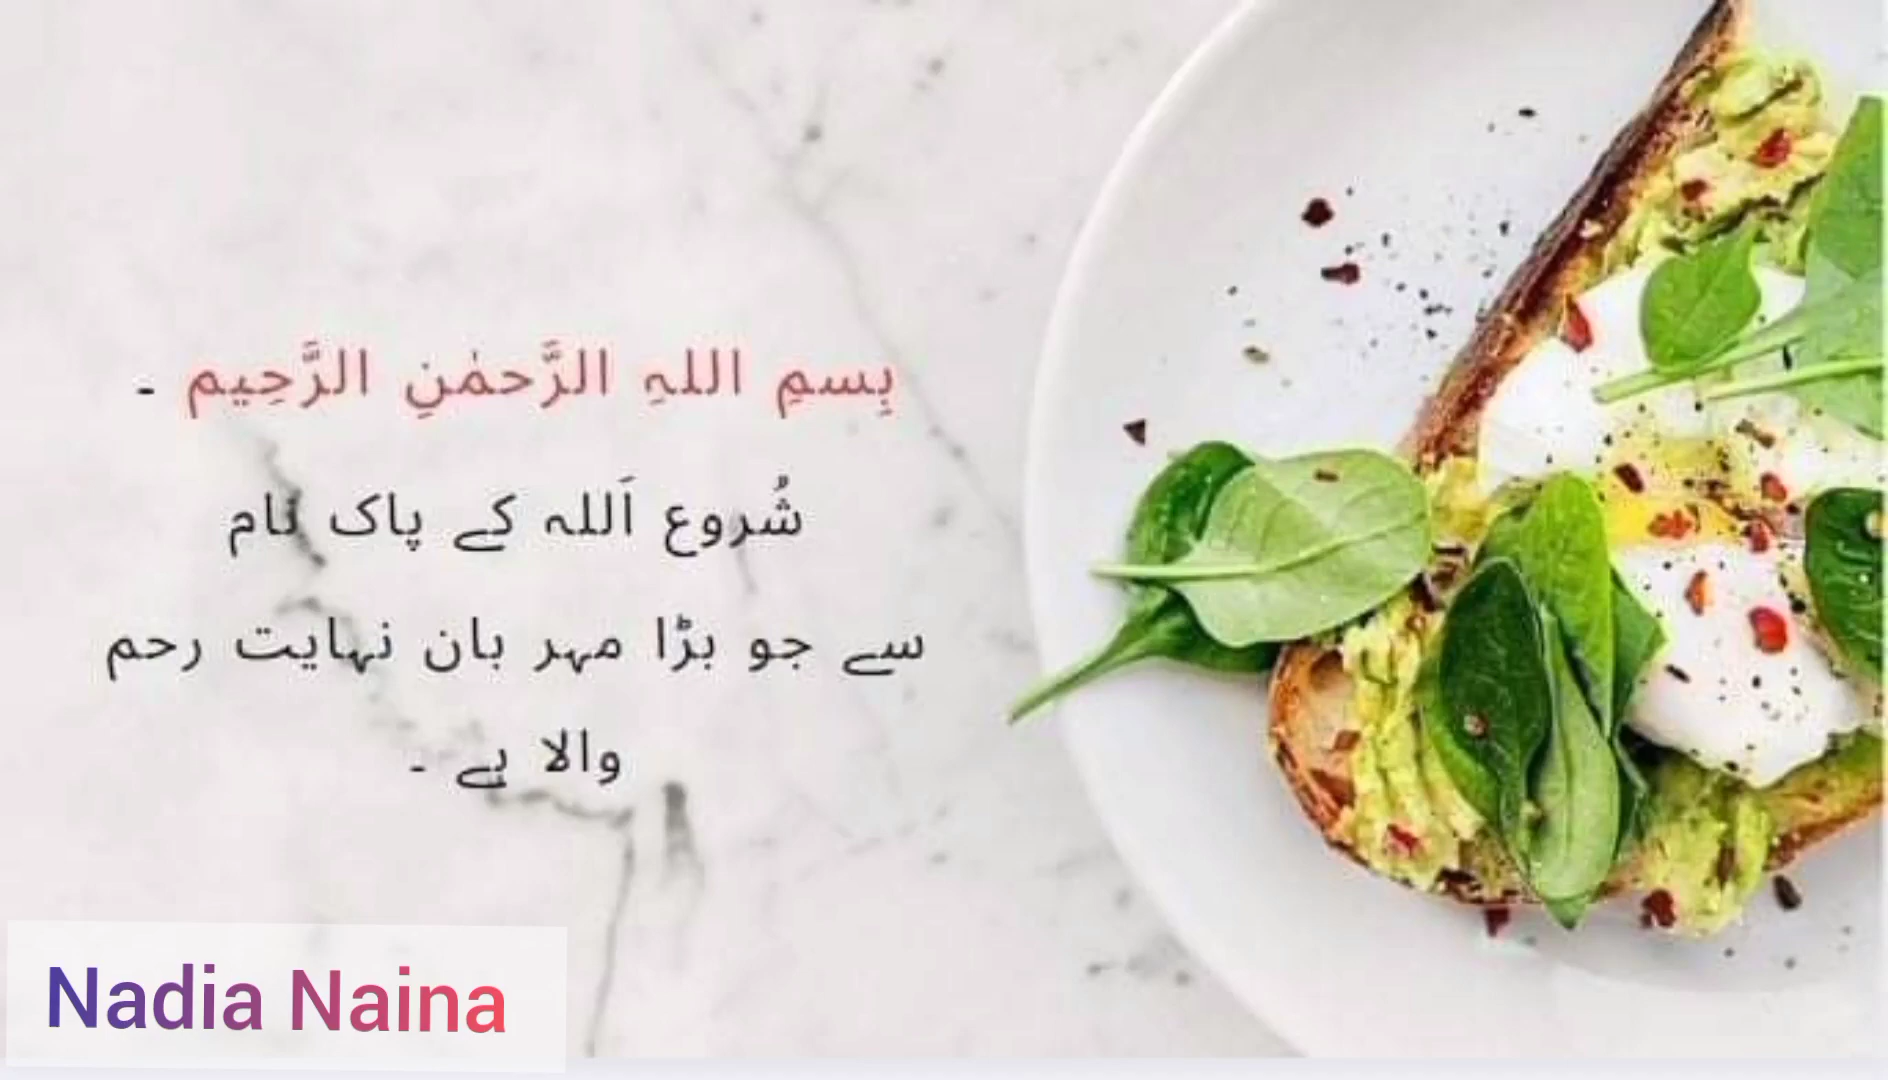 بِسمِ اللہِ الرَّحمٰنِ الرَّحِیم ۔
شُروع اَللہ کے پاک نام
سے جو بڑا مہر بان نہایت رحم
والا ہے ۔
Nadia Naina